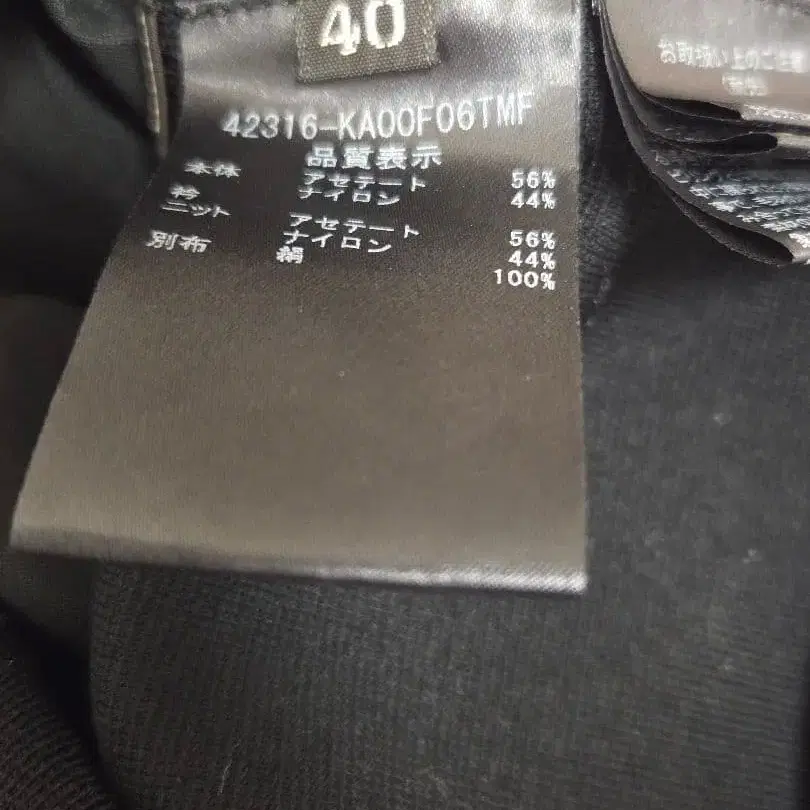 40
42316-KA00F06TMF
品質表示
本体 アセテート 56%
ナイロン 44%
衿
ニット アセテート 56%
ナイロン 44%
別布 絹 100%
お取扱い上のご注意